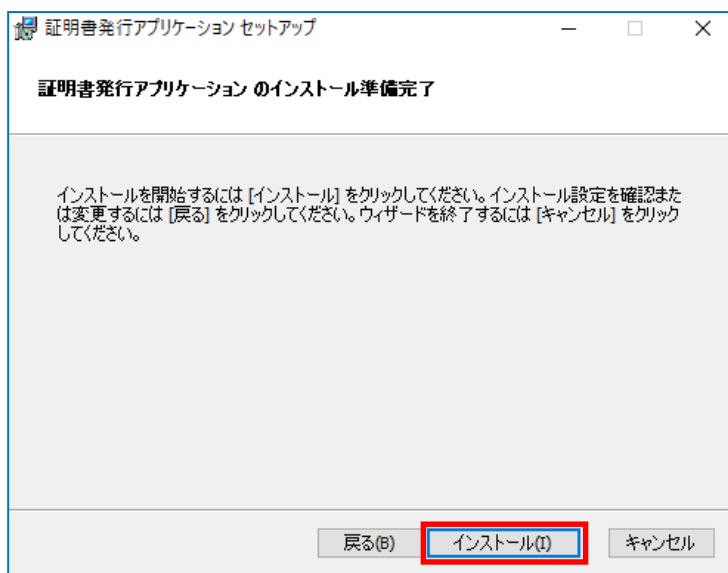 証明書発行アプリケーション セットアップ
証明書発行アプリケーション のインストール準備完了
インストールを開始するには [インストール] をクリックしてください。インストール設定を確認また
は変更するには [戻る] をクリックしてください。ウィザードを終了するには [キャンセル] をクリック
してください。
戻る(B) インストール(I) キャンセル